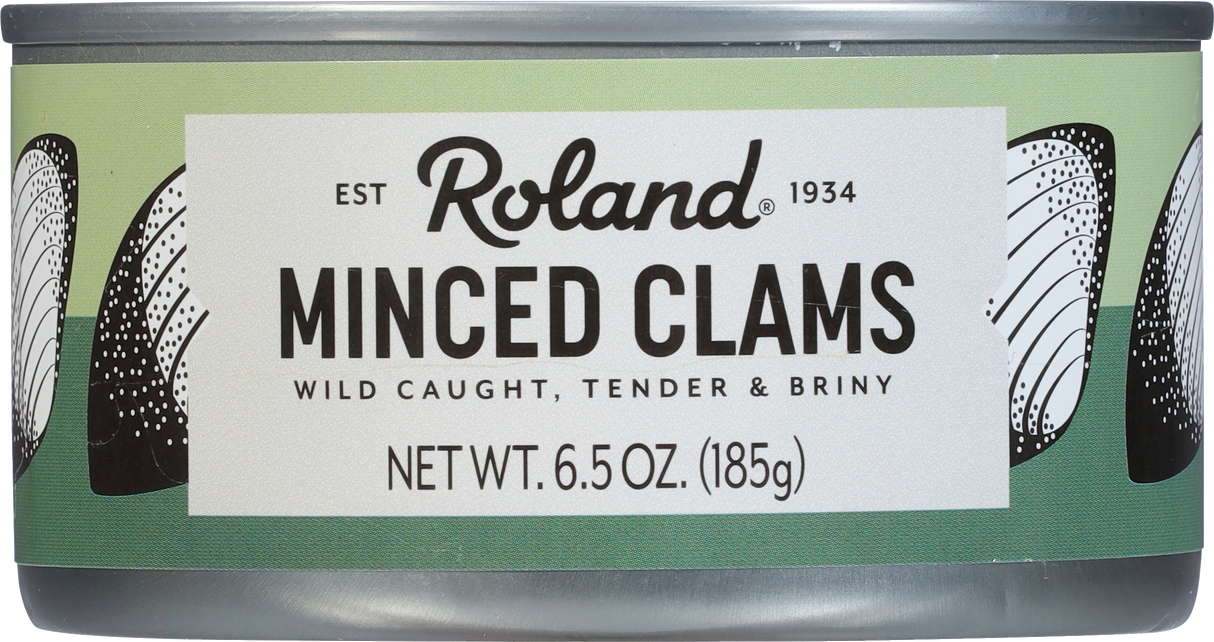 EST Roland® 1934
MINCED CLAMS
WILD CAUGHT, TENDER & BRINY
NET WT. 6.5 OZ. (185g)